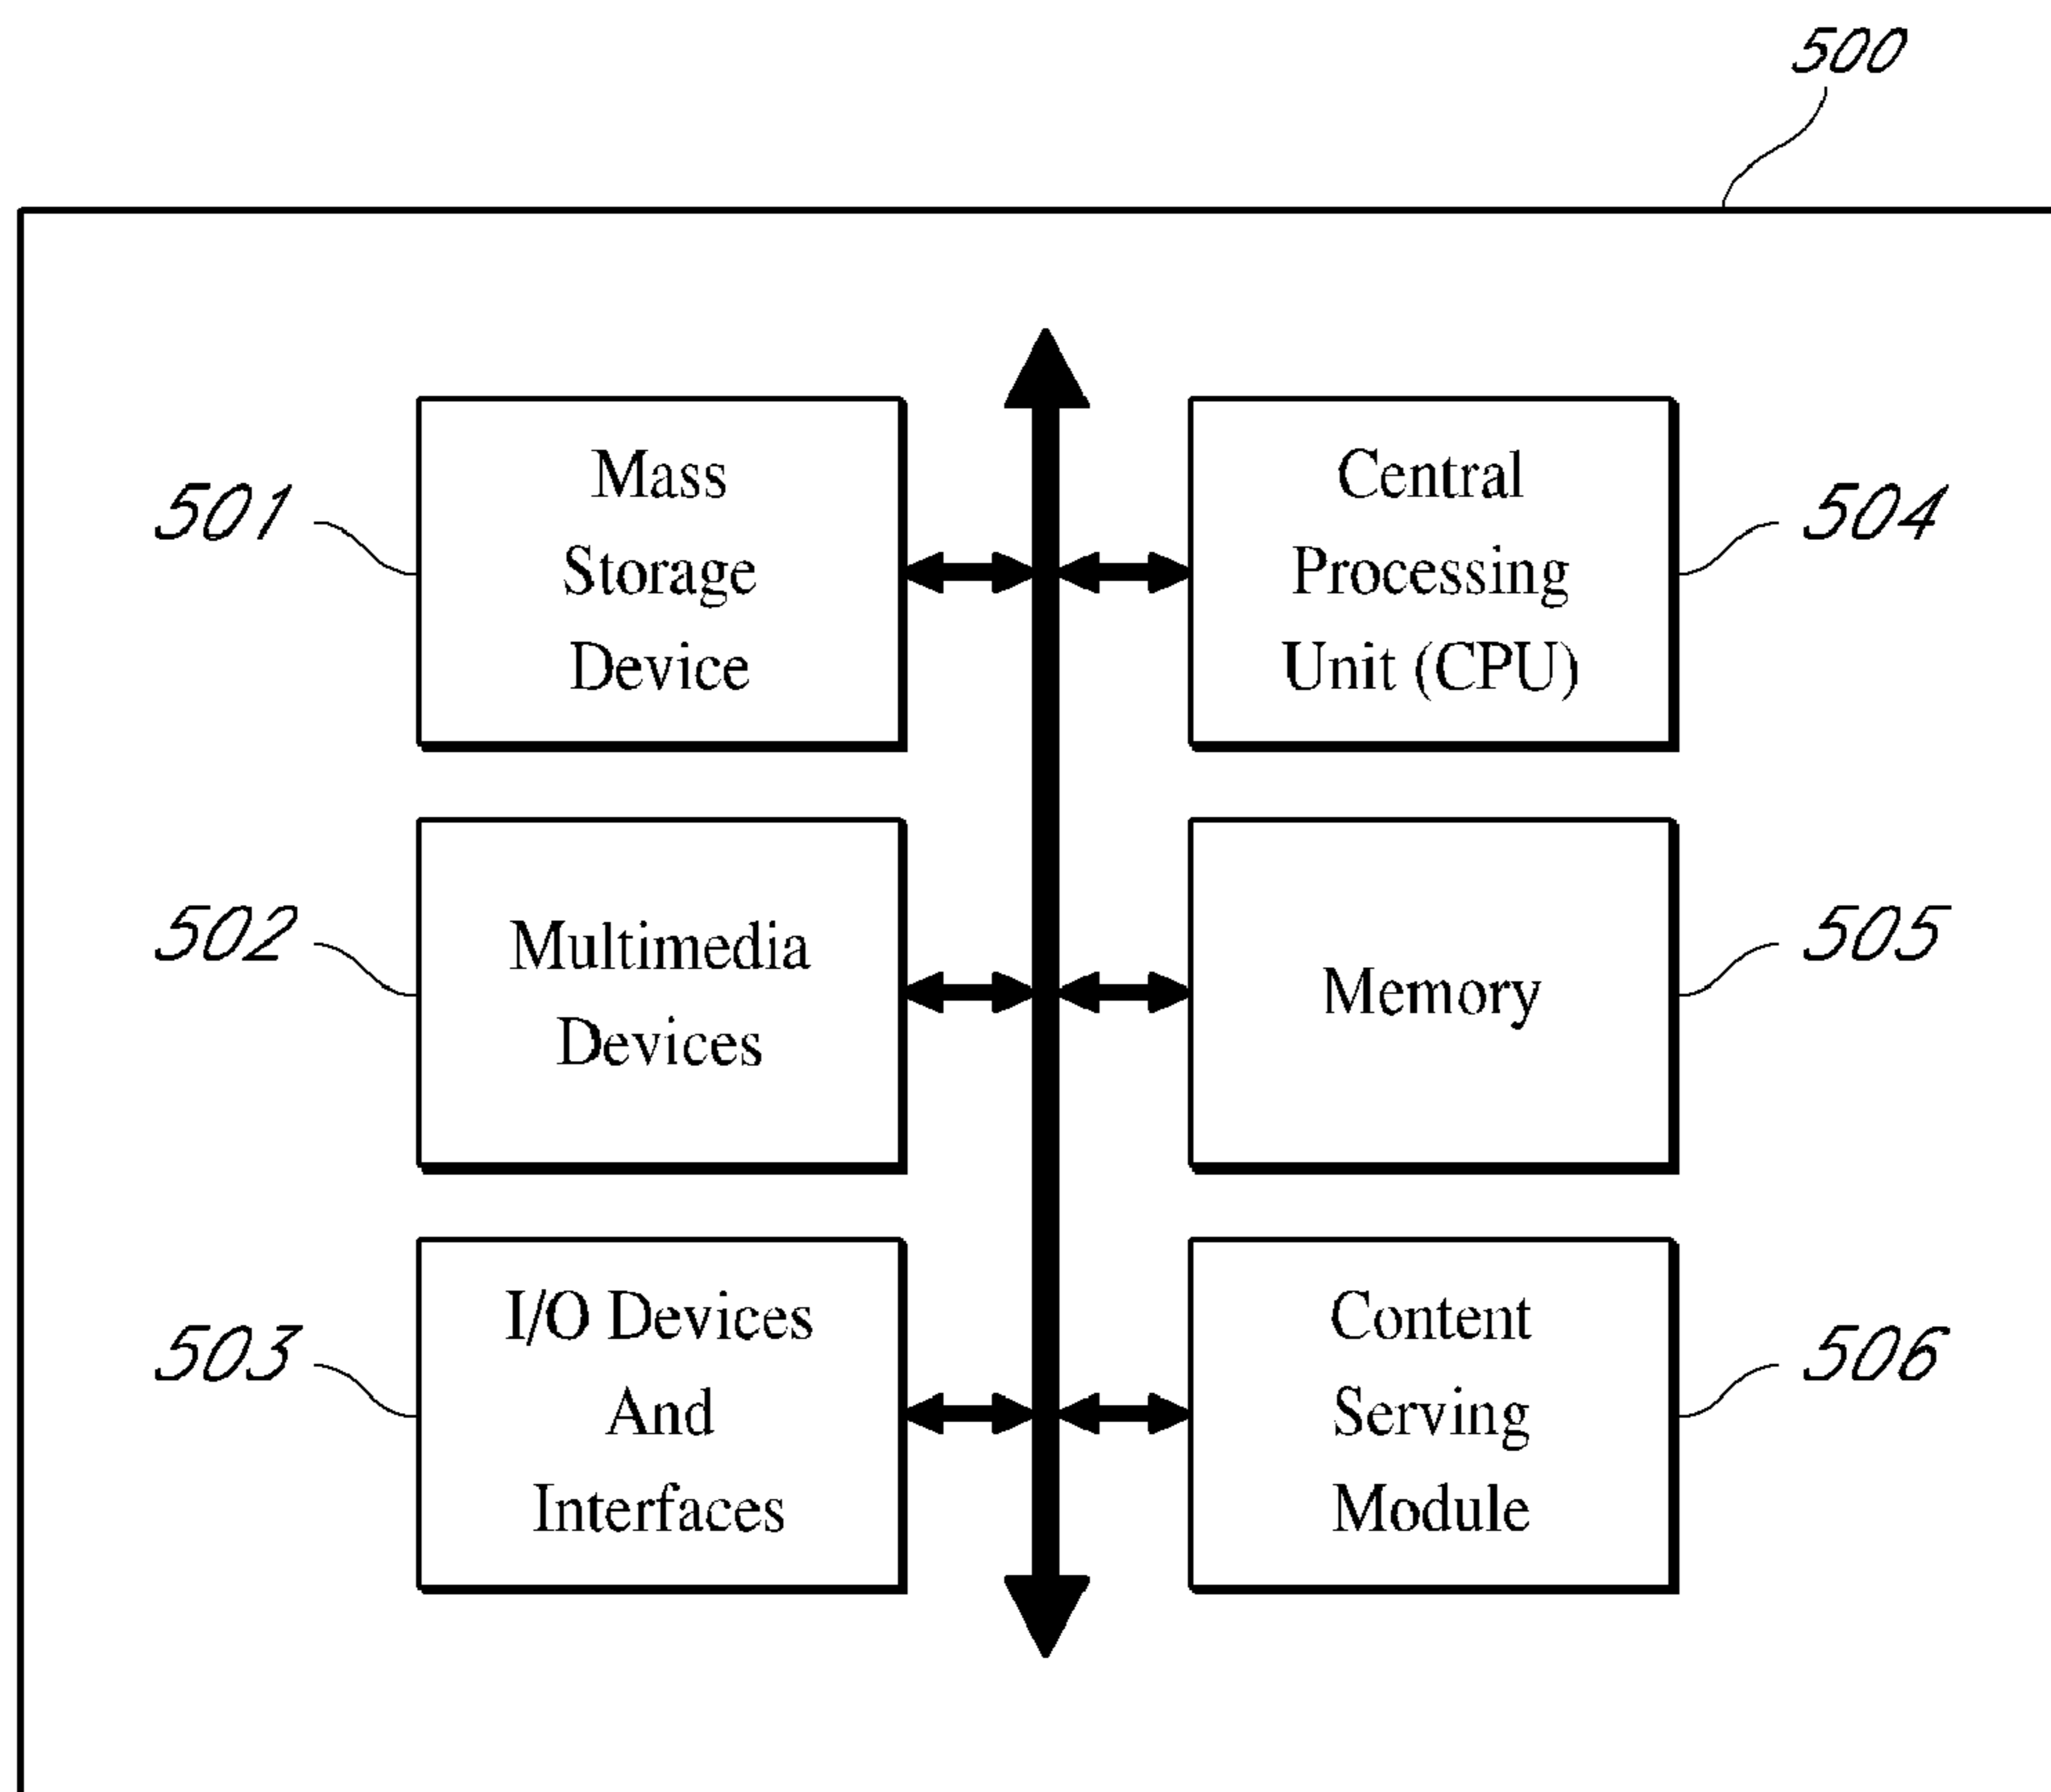 500
501
Mass
Storage
Device
Central
Processing
Unit (CPU)
504
502
Multimedia
Devices
Memory
505
503
I/O Devices
And
Interfaces
Content
Serving
Module
506